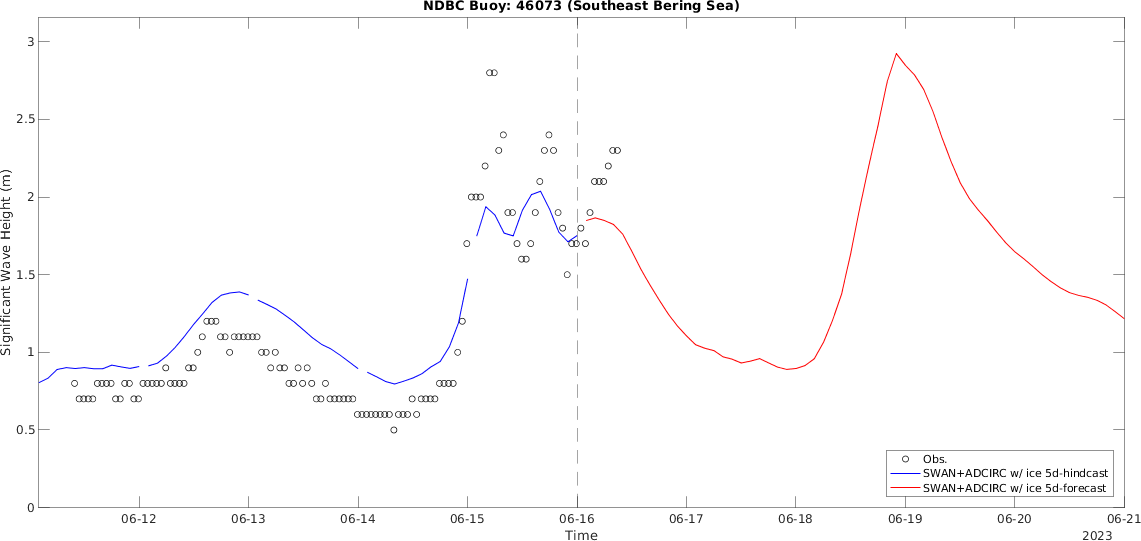 NDBC Buoy: 46073 (Southeast Bering Sea)
3
2.5
2
1.5
1
0.5
0
Significant Wave Height (m)
Obs.
SWAN+ADCIRC w/ ice 5d-hindcast
SWAN+ADCIRC w/ ice 5d-forecast
06-12 06-13 06-14 06-15 06-16 06-17 06-18 06-19 06-20 06-21
Time
2023